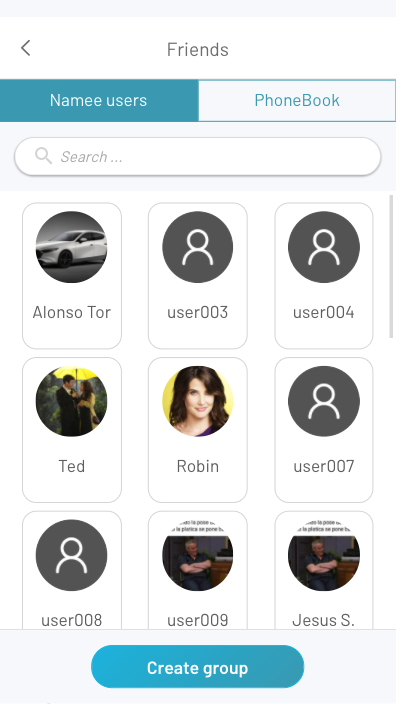 Friends
Namee users
PhoneBook
Search ...
Alonso Tor
user003
user004
Ted
Robin
user007
user008
user009
Jesus S.
Create group